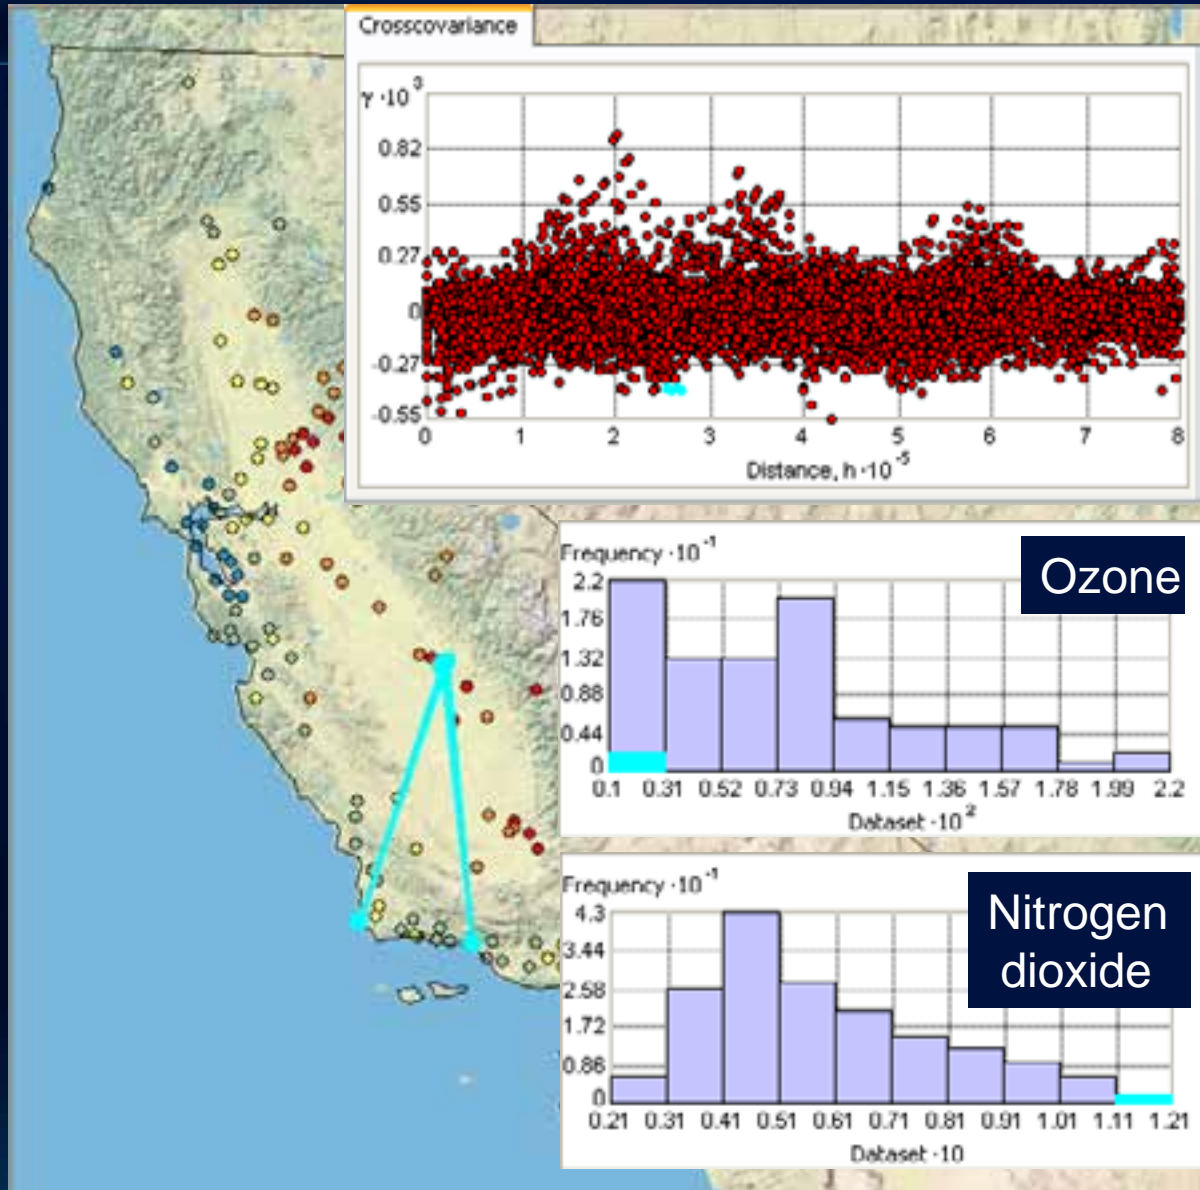 Crosscovariance
γ ·10 3
0.82
0.55
0.27
0
-0.27
-0.55
0 1 2 3 4 5 6 7 8
Distance, h ·10 -5
Frequency ·10 -1
Ozone
2.2
1.76
1.32
0.88
0.44
0
0.1 0.31 0.52 0.73 0.94 1.15 1.36 1.57 1.78 1.99 2.2
Dataset ·10 2
Frequency ·10 -1
Nitrogen
dioxide
4.3
3.44
2.58
1.72
0.86
0
0.21 0.31 0.41 0.51 0.61 0.71 0.81 0.91 1.01 1.11 1.21
Dataset ·10